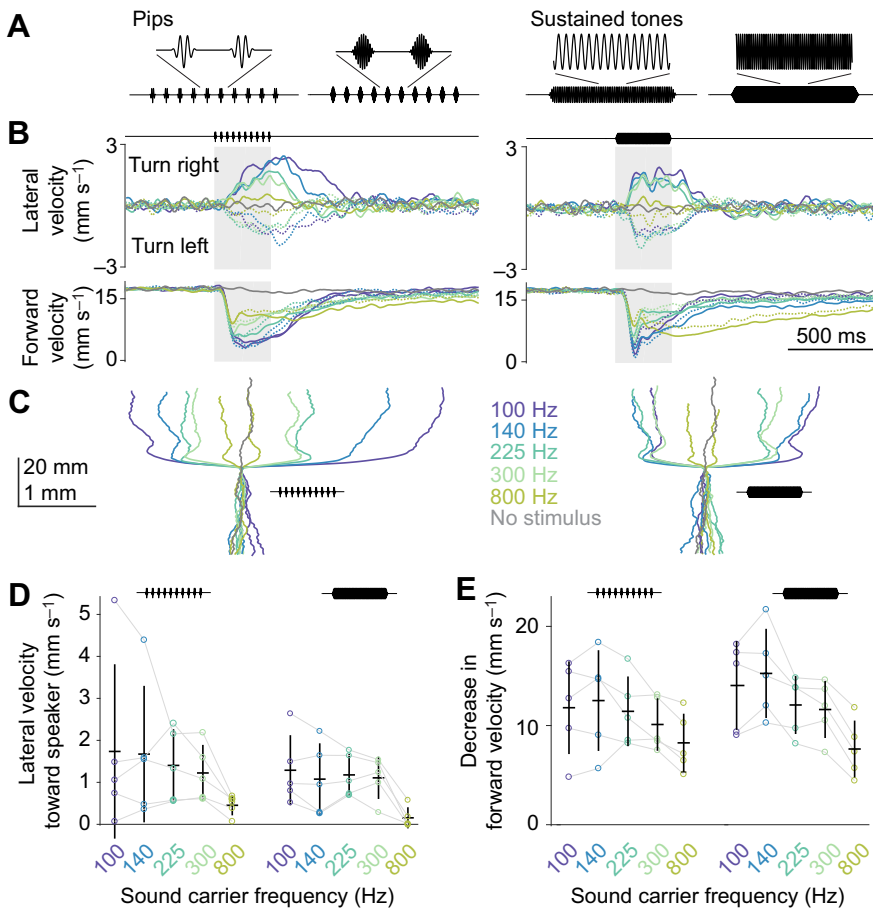 A
Pips
Sustained tones
B
3
Turn right
Turn left
−3
Lateral
velocity
(mm s–1)
3
−3
15
0
Forward
velocity
(mm s–1)
15
0
500 ms
C
20 mm
1 mm
100 Hz
140 Hz
225 Hz
300 Hz
800 Hz
No stimulus
D
5
4
3
2
1
0
Lateral velocity
toward speaker (mm s–1)
100
140
225
300
800
100
140
225
300
800
Sound carrier frequency (Hz)
E
20
10
0
Decrease in
forward velocity (mm s–1)
100
140
225
300
800
100
140
225
300
800
Sound carrier frequency (Hz)